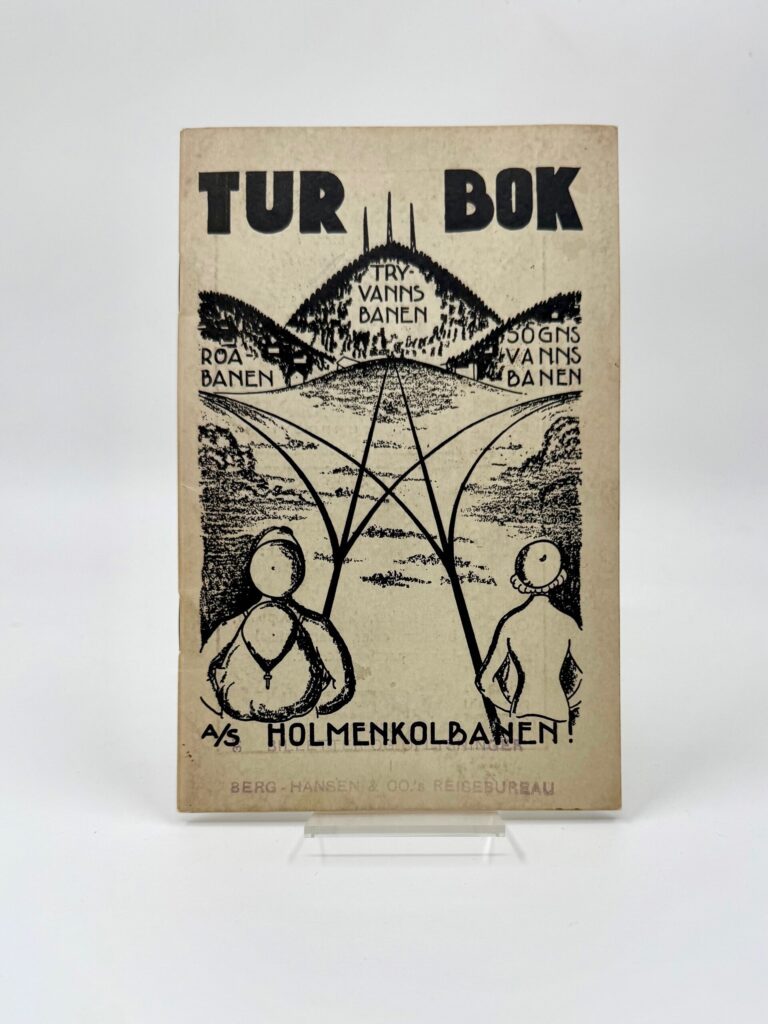 TUR BOK
TRY-
VANNS
BANEN
ROA-
BANEN
SOGNS
VANNS
BANEN
A/S HOLMENKOLBANEN!
BERG-HANSEN & CO.'s REISEBUREAU